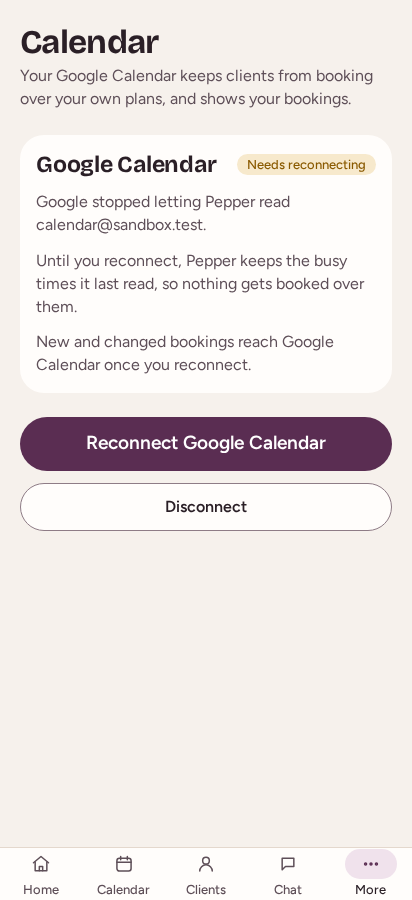 Calendar
Your Google Calendar keeps clients from booking
over your own plans, and shows your bookings.
Google Calendar
Needs reconnecting
Google stopped letting Pepper read
calendar@sandbox.test.
Until you reconnect, Pepper keeps the busy
times it last read, so nothing gets booked over
them.
New and changed bookings reach Google
Calendar once you reconnect.
Reconnect Google Calendar
Disconnect
Home
Calendar
Clients
Chat
More